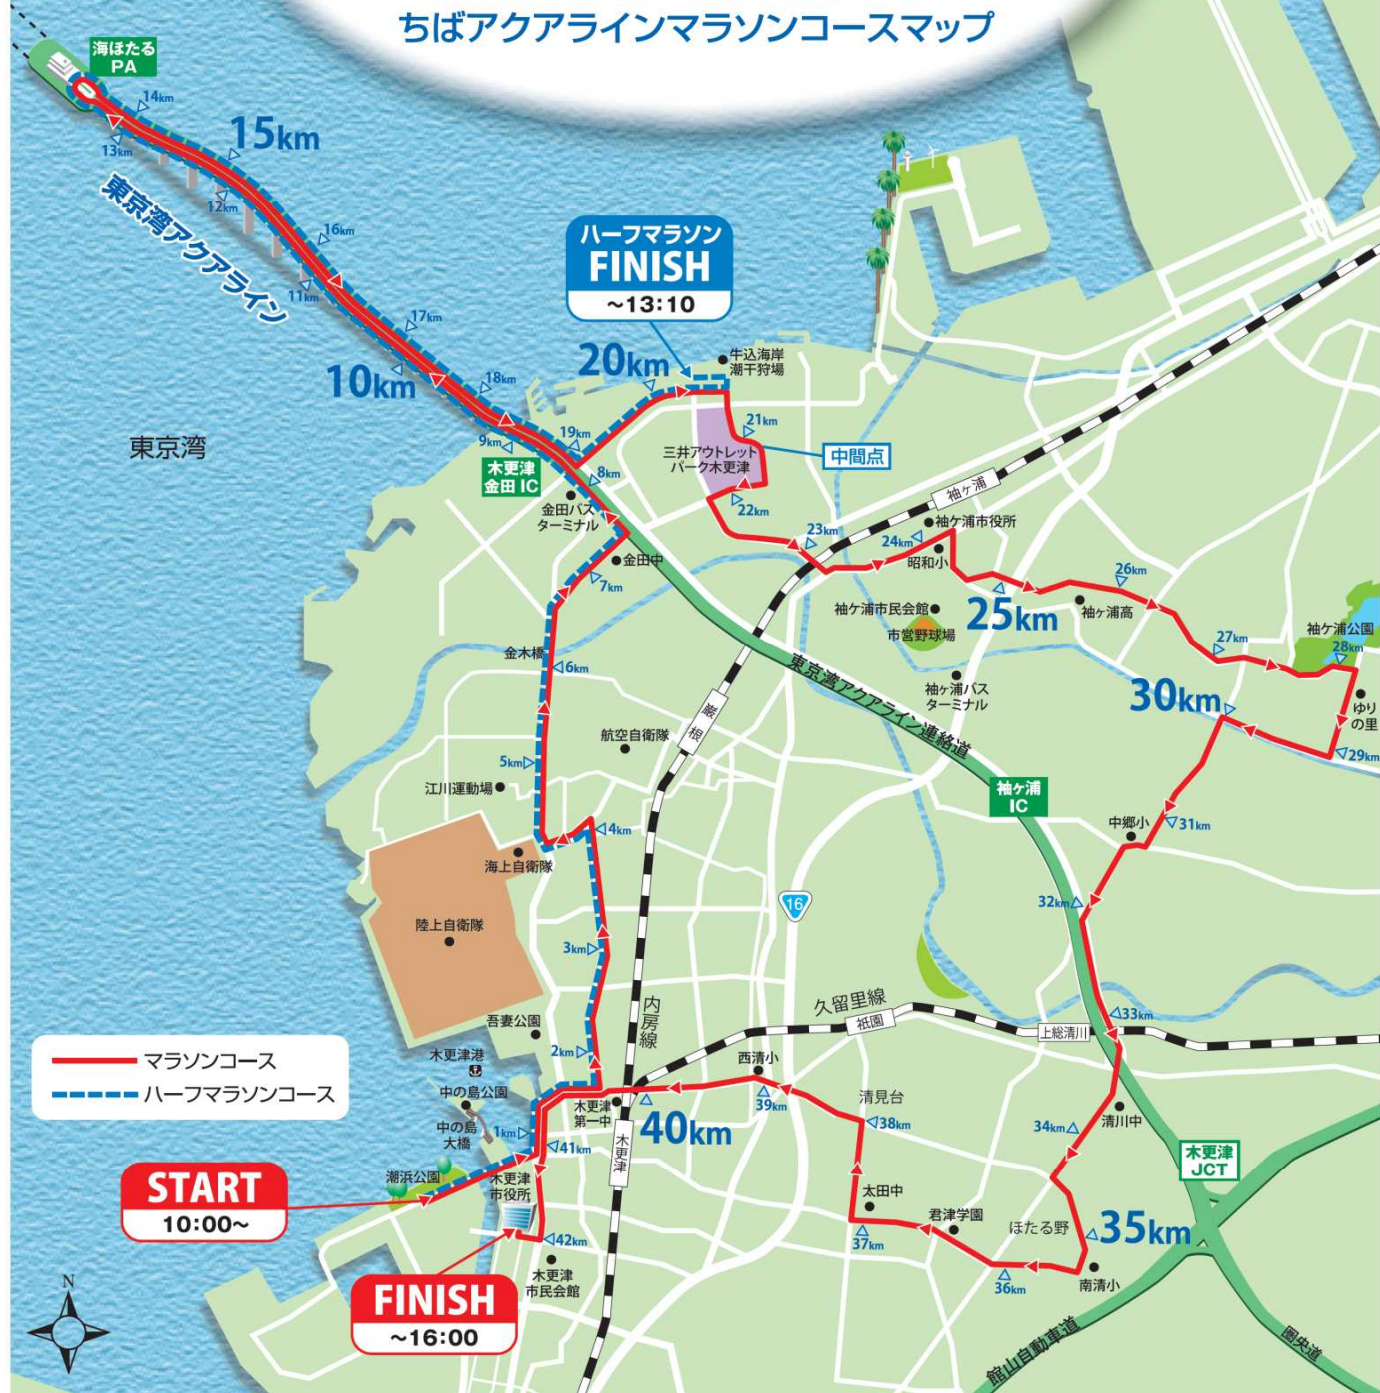 ちばアクアラインマラソンコースマップ
海ほたる
PA
14km
13km
15km
12km
東京湾アクアライン
16km
11km
17km
10km
18km
9km
19km
8km
東京湾
ハーフマラソン
FINISH
～13:10
20km
牛込海岸
潮干狩場
21km
中間点
三井アウトレット
パーク木更津
22km
木更津
金田 IC
金田バス
ターミナル
金田中
7km
23km
袖ヶ浦
袖ケ浦市役所
24km
昭和小
26km
25km
袖ヶ浦高
袖ケ浦市民会館
市営野球場
27km
袖ケ浦公園
28km
金木橋
6km
東京湾アクアライン連絡道
袖ヶ浦バス
ターミナル
30km
ゆり
の里
29km
巌根
航空自衛隊
5km
江川運動場
袖ヶ浦
IC
中郷小
31km
4km
海上自衛隊
陸上自衛隊
16
32km
3km
内房線
久留里線
祇園
上総清川
33km
吾妻公園
2km
木更津港
西清小
マラソンコース
ハーフマラソンコース
中の島公園
中の島
大橋
1km
木更津
第一中
40km
39km
清見台
38km
34km
清川中
41km
木更津
木更津
JCT
潮浜公園
START
10:00～
木更津
市役所
太田中
君津学園
ほたる野
35km
37km
42km
木更津
市民会館
36km
南清小
FINISH
～16:00
N
館山自動車道
圏央道